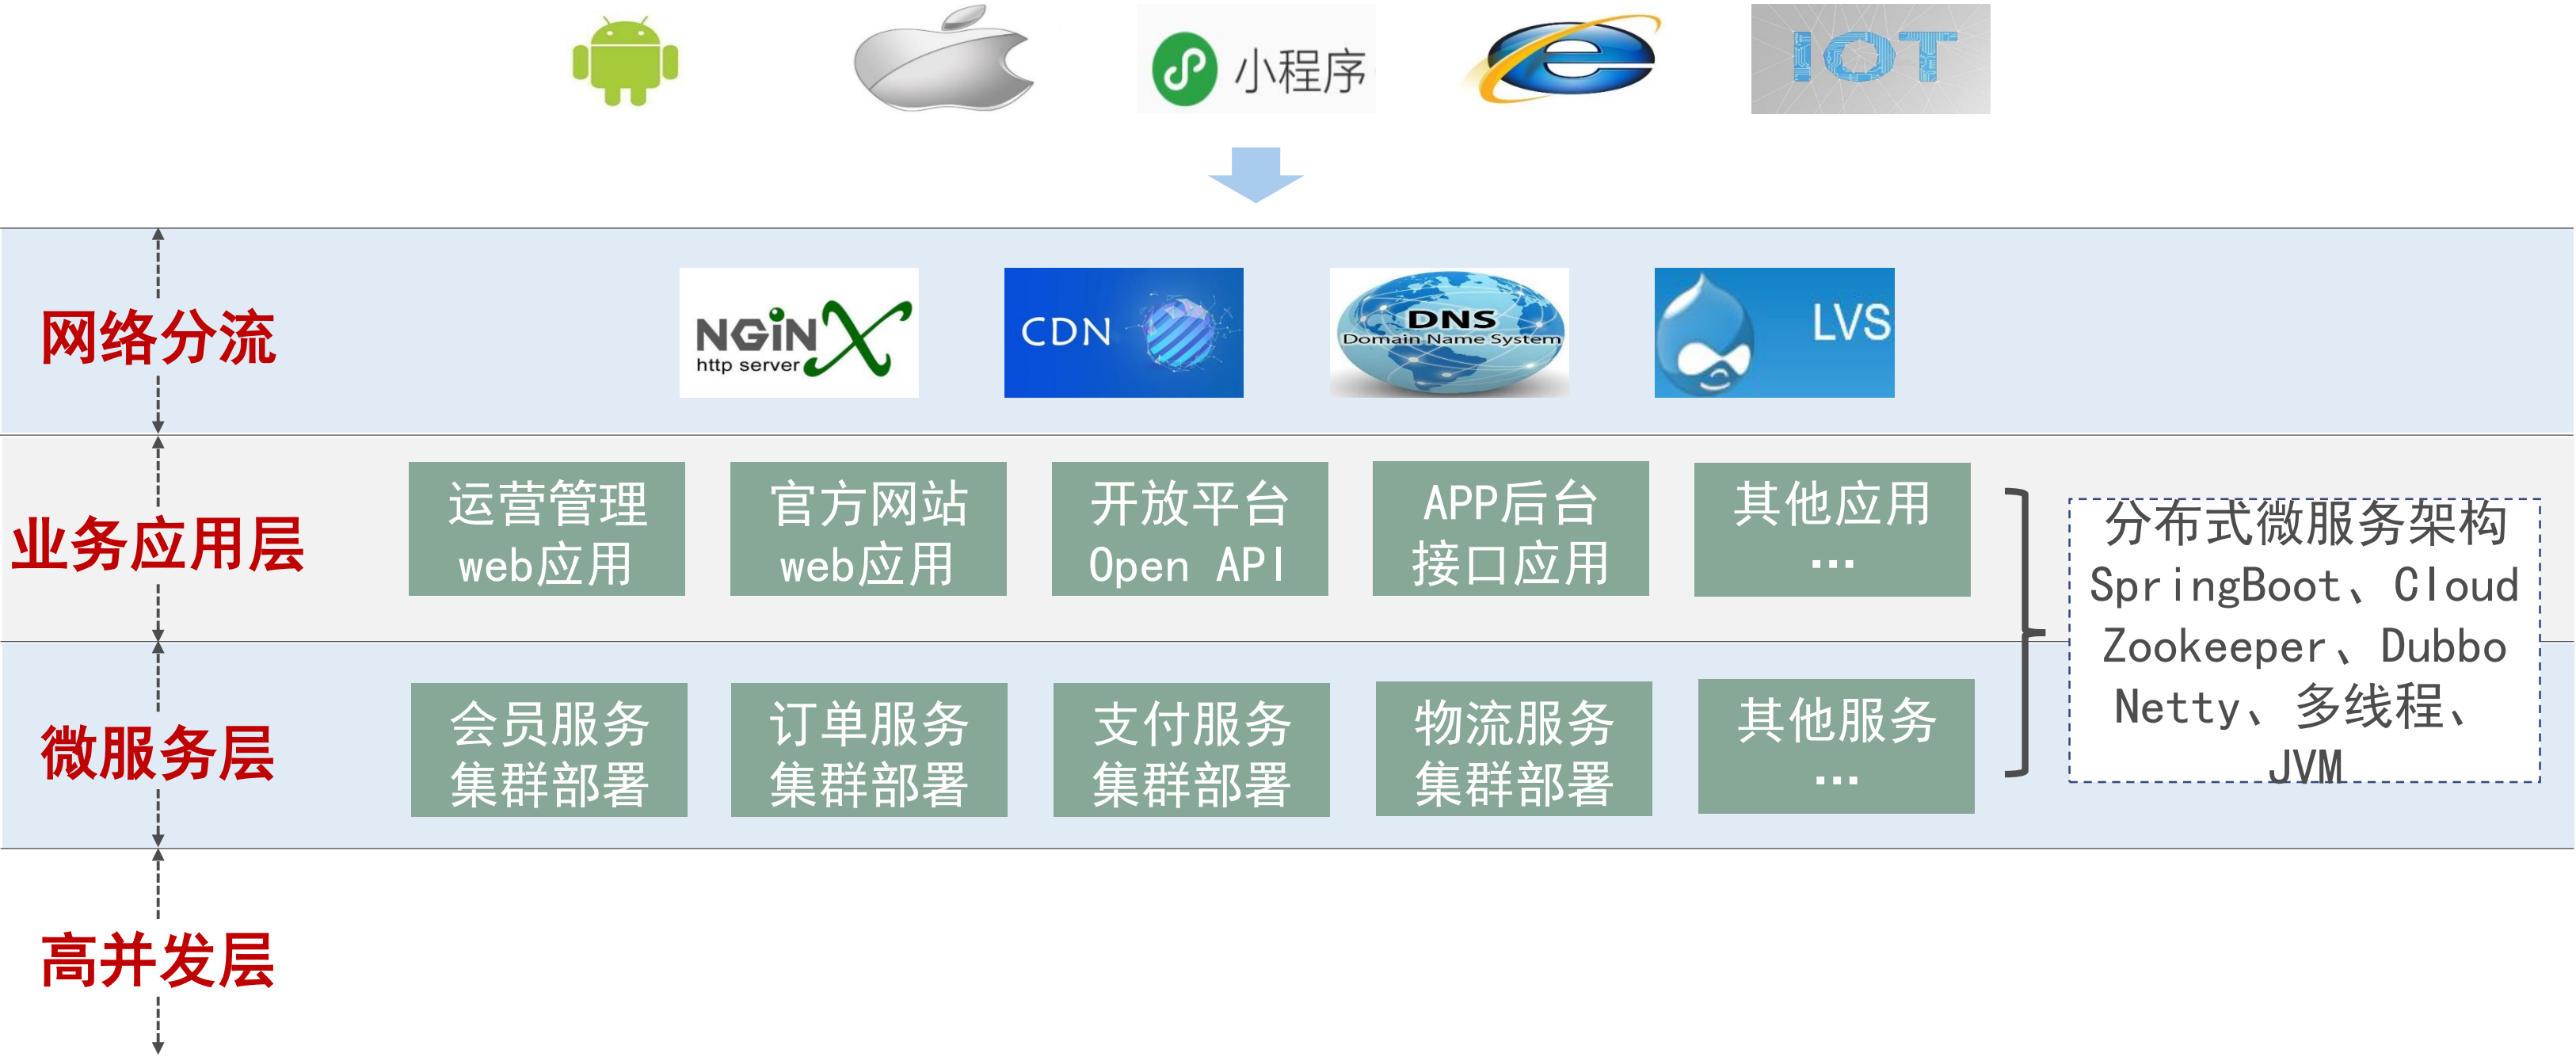 小程序
IOT
网络分流
NGiNX
http server
CDN
DNS
Domain Name System
LVS
业务应用层
运营管理
web应用
官方网站
web应用
开放平台
Open API
APP后台
接口应用
其他应用
...
微服务层
会员服务
集群部署
订单服务
集群部署
支付服务
集群部署
物流服务
集群部署
其他服务
...
分布式微服务架构
SpringBoot、Cloud
Zookeeper、Dubbo
Netty、多线程、
JVM
高并发层